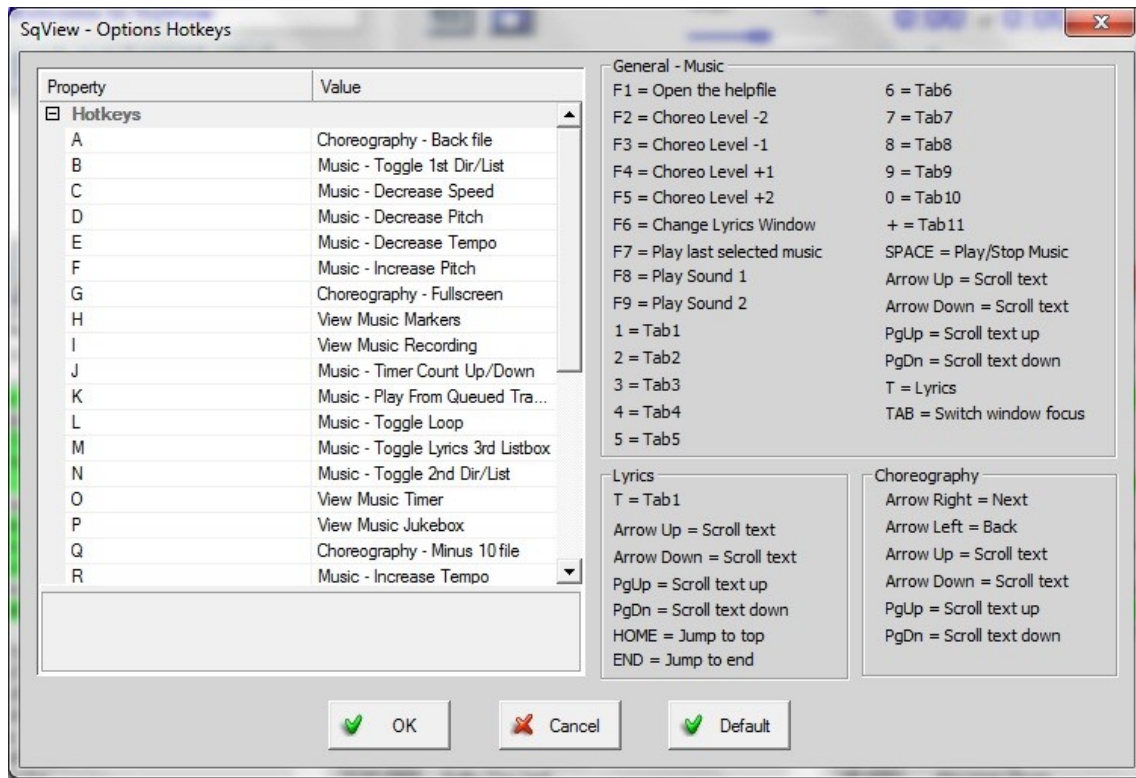 SqView - Options Hotkeys
Property Value
Hotkeys
A Choreography - Back file
B Music - Toggle 1st Dir/List
C Music - Decrease Speed
D Music - Decrease Pitch
E Music - Decrease Tempo
F Music - Increase Pitch
G Choreography - Fullscreen
H View Music Markers
I View Music Recording
J Music - Timer Count Up/Down
K Music - Play From Queued Tra...
L Music - Toggle Loop
M Music - Toggle Lyrics 3rd Listbox
N Music - Toggle 2nd Dir/List
O View Music Timer
P View Music Jukebox
Q Choreography - Minus 10 file
R Music - Increase Tempo
General - Music
F1 = Open the helpfile
F2 = Choreo Level -2
F3 = Choreo Level -1
F4 = Choreo Level +1
F5 = Choreo Level +2
F6 = Change Lyrics Window
F7 = Play last selected music
F8 = Play Sound 1
F9 = Play Sound 2
1 = Tab1
2 = Tab2
3 = Tab3
4 = Tab4
5 = Tab5
6 = Tab6
7 = Tab7
8 = Tab8
9 = Tab9
0 = Tab10
+ = Tab11
SPACE = Play/Stop Music
Arrow Up = Scroll text
Arrow Down = Scroll text
PgUp = Scroll text up
PgDn = Scroll text down
T = Lyrics
TAB = Switch window focus
Lyrics
T = Tab1
Arrow Up = Scroll text
Arrow Down = Scroll text
PgUp = Scroll text up
PgDn = Scroll text down
HOME = Jump to top
END = Jump to end
Choreography
Arrow Right = Next
Arrow Left = Back
Arrow Up = Scroll text
Arrow Down = Scroll text
PgUp = Scroll text up
PgDn = Scroll text down
OK Cancel Default